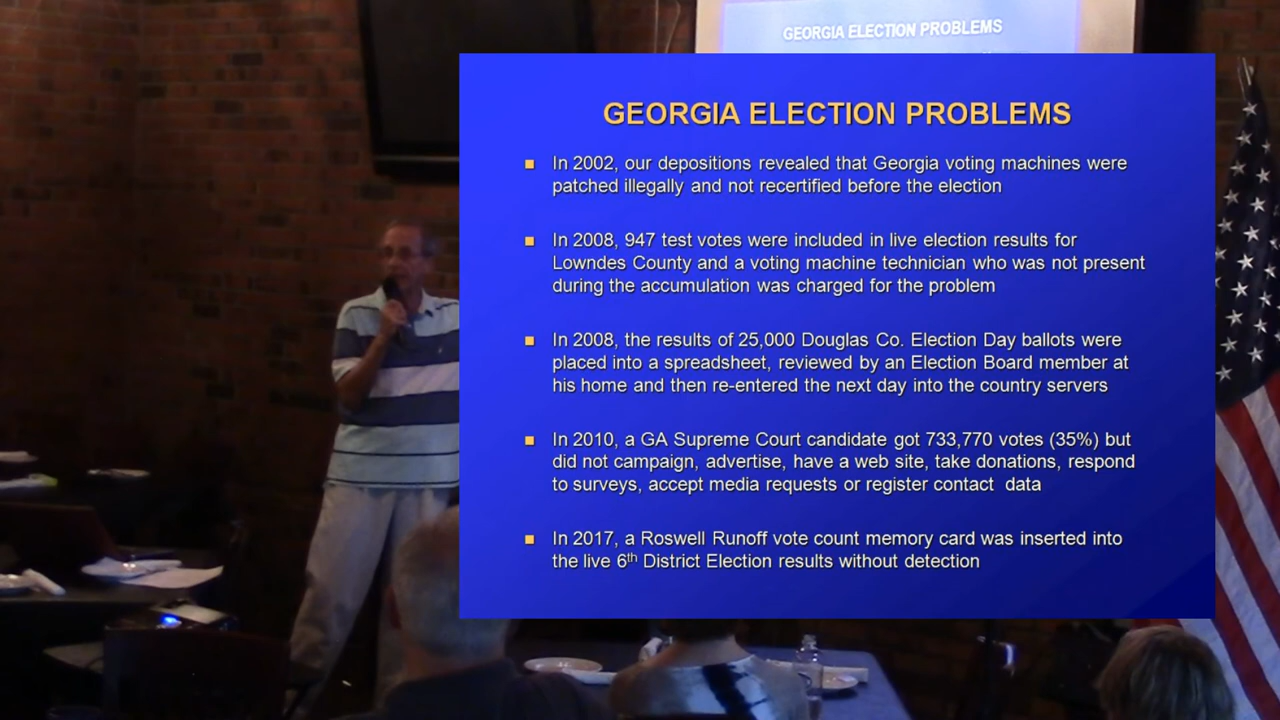 GEORGIA ELECTION PROBLEMS
GEORGIA ELECTION PROBLEMS
In 2002, our depositions revealed that Georgia voting machines were
patched illegally and not recertified before the election
In 2008, 947 test votes were included in live election results for
Lowndes County and a voting machine technician who was not present
during the accumulation was charged for the problem
In 2008, the results of 25,000 Douglas Co. Election Day ballots were
placed into a spreadsheet, reviewed by an Election Board member at
his home and then re-entered the next day into the country servers
In 2010, a GA Supreme Court candidate got 733,770 votes (35%) but
did not campaign, advertise, have a web site, take donations, respond
to surveys, accept media requests or register contact data
In 2017, a Roswell Runoff vote count memory card was inserted into
the live 6th District Election results without detection